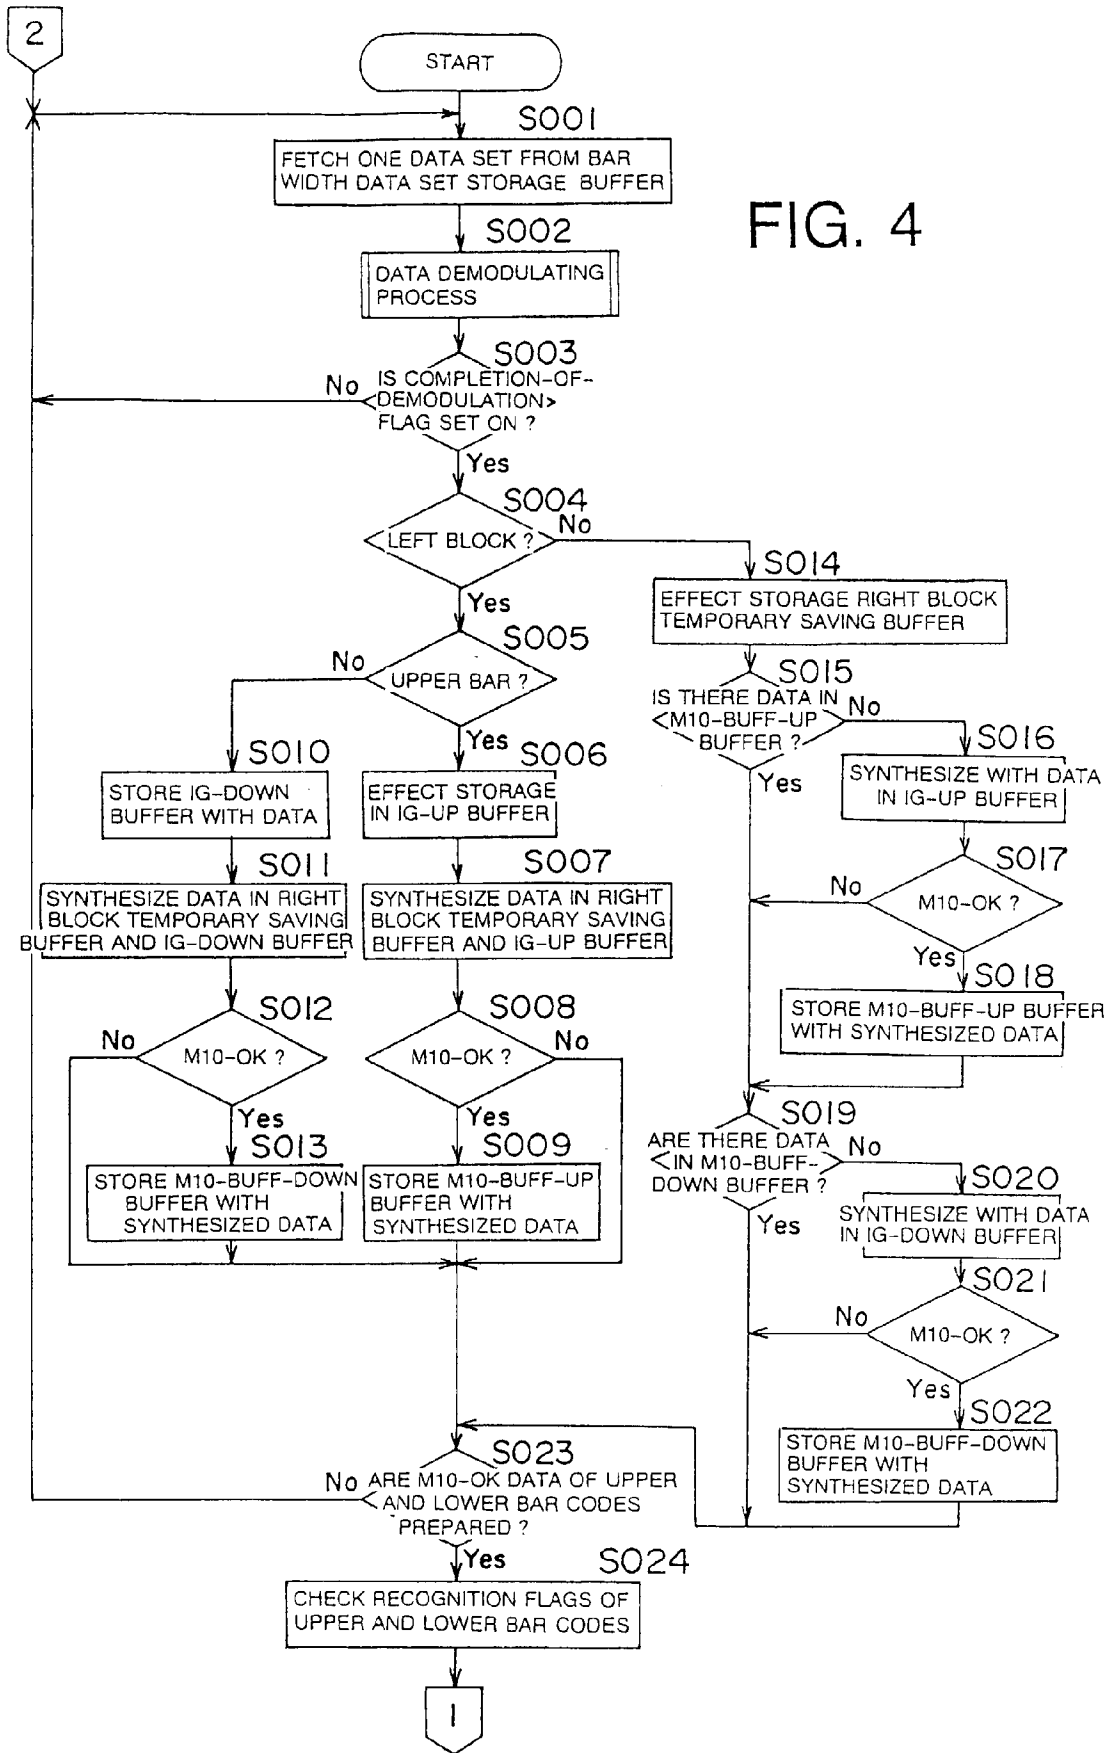 2
START
S001
FETCH ONE DATA SET FROM BAR
WIDTH DATA SET STORAGE BUFFER
FIG. 4
S002
DATA DEMODULATING
PROCESS
S003
No
IS COMPLETION-OF-
DEMODULATION
FLAG SET ON ?
Yes
S004
No
LEFT BLOCK ?
Yes
S014
EFFECT STORAGE RIGHT BLOCK
TEMPORARY SAVING BUFFER
S005
No
UPPER BAR ?
Yes
S015
IS THERE DATA IN
M10-BUFF-UP
BUFFER ?
No
Yes
S010
STORE IG-DOWN
BUFFER WITH DATA
S006
EFFECT STORAGE
IN IG-UP BUFFER
S016
SYNTHESIZE WITH DATA
IN IG-UP BUFFER
S011
SYNTHESIZE DATA IN RIGHT
BLOCK TEMPORARY SAVING
BUFFER AND IG-DOWN BUFFER
S007
SYNTHESIZE DATA IN RIGHT
BLOCK TEMPORARY SAVING
BUFFER AND IG-UP BUFFER
S017
No
M10-OK ?
Yes
S018
STORE M10-BUFF-UP BUFFER
WITH SYNTHESIZED DATA
S012
No
M10-OK ?
Yes
S008
M10-OK ?
No
Yes
S013
STORE M10-BUFF-DOWN
BUFFER WITH
SYNTHESIZED DATA
S009
STORE M10-BUFF-UP
BUFFER WITH
SYNTHESIZED DATA
S019
ARE THERE DATA
IN M10-BUFF-
DOWN BUFFER ?
No
Yes
S020
SYNTHESIZE WITH DATA
IN IG-DOWN BUFFER
S021
No
M10-OK ?
Yes
S022
STORE M10-BUFF-DOWN
BUFFER WITH
SYNTHESIZED DATA
S023
No
ARE M10-OK DATA OF UPPER
AND LOWER BAR CODES
PREPARED ?
Yes
S024
CHECK RECOGNITION FLAGS OF
UPPER AND LOWER BAR CODES
1